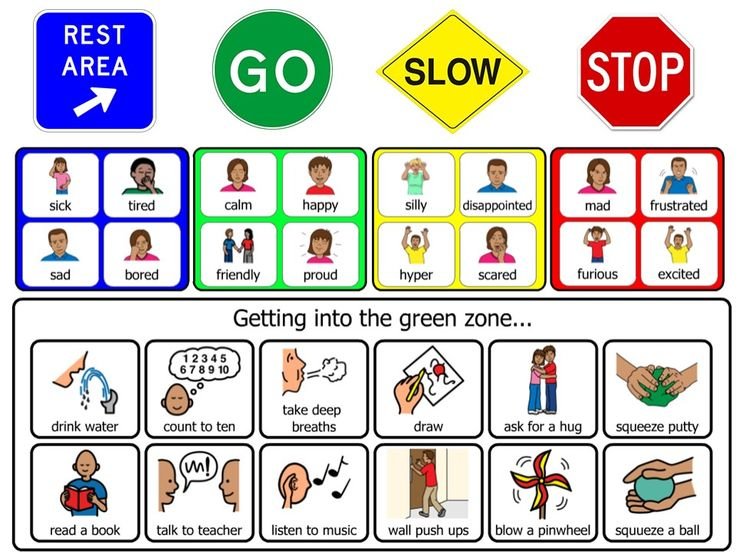 REST
AREA
GO
SLOW
STOP
sick
tired
calm
happy
silly
disappointed
mad
frustrated
sad
bored
friendly
proud
hyper
scared
furious
excited
Getting into the green zone...
1 2 3 4 5
6 7 8 9 10
drink water
count to ten
take deep
breaths
draw
ask for a hug
squeeze putty
m!
read a book
talk to teacher
listen to music
wall push ups
blow a pinwheel
squueze a ball